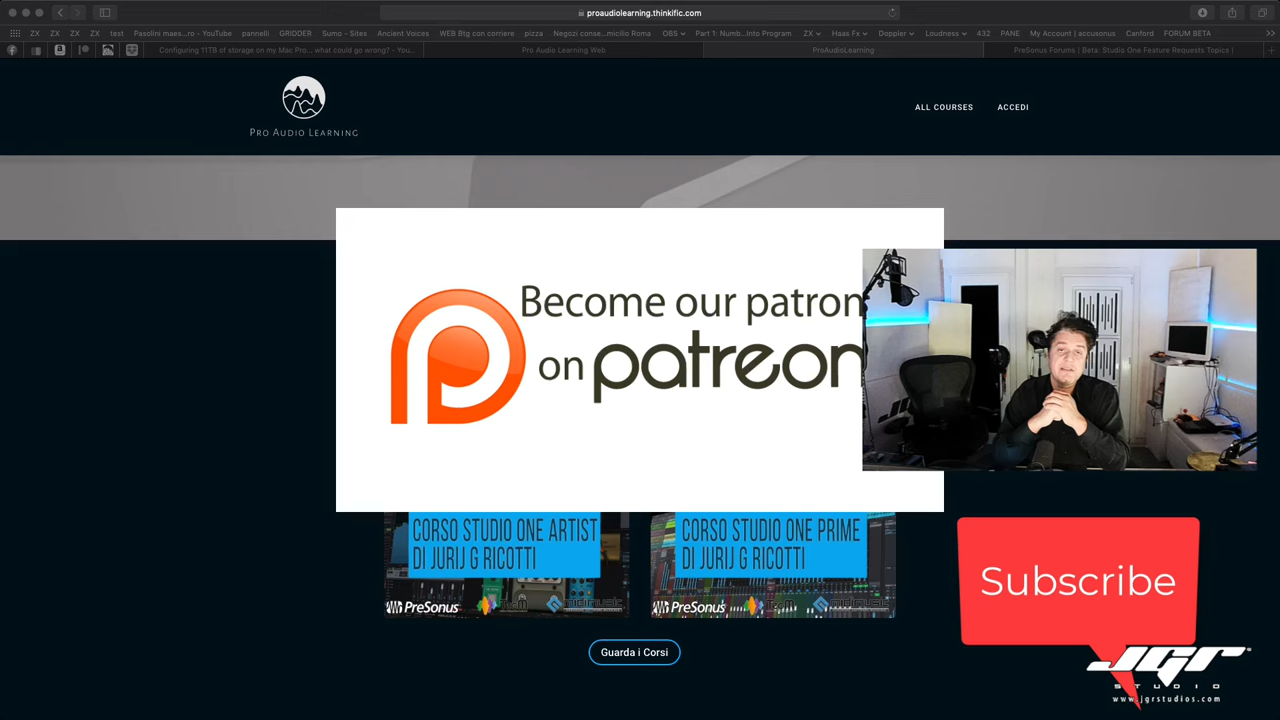 proaudiolearning.thinkific.com
ZX ZX ZX ZX test Pasolini maes...ro - YouTube pannelli GRIDDER Sumo - Sites Ancient Voices WEB Btg con corriere pizza Negozi conse...micilio Roma OBS Part 1: Numb...Into Program ZX Haas Fx Doppler Loudness 432 PANE My Account | accusonus Canford FORUM BETA
Configuring 11TB of storage on my Mac Pro... what could go wrong? - You... Pro Audio Learning Web ProAudioLearning PreSonus Forums | Beta: Studio One Feature Requests Topics |
PRO AUDIO LEARNING
ALL COURSES ACCEDI
Become our patron
on patreon
CORSO STUDIO ONE ARTIST
DI JURIJ G RICOTTI
PreSonus midimusic
CORSO STUDIO ONE PRIME
DI JURIJ G RICOTTI
PreSonus midimusic
Guarda i Corsi
Subscribe
JGR
STUDIO
www.jgrstudios.com